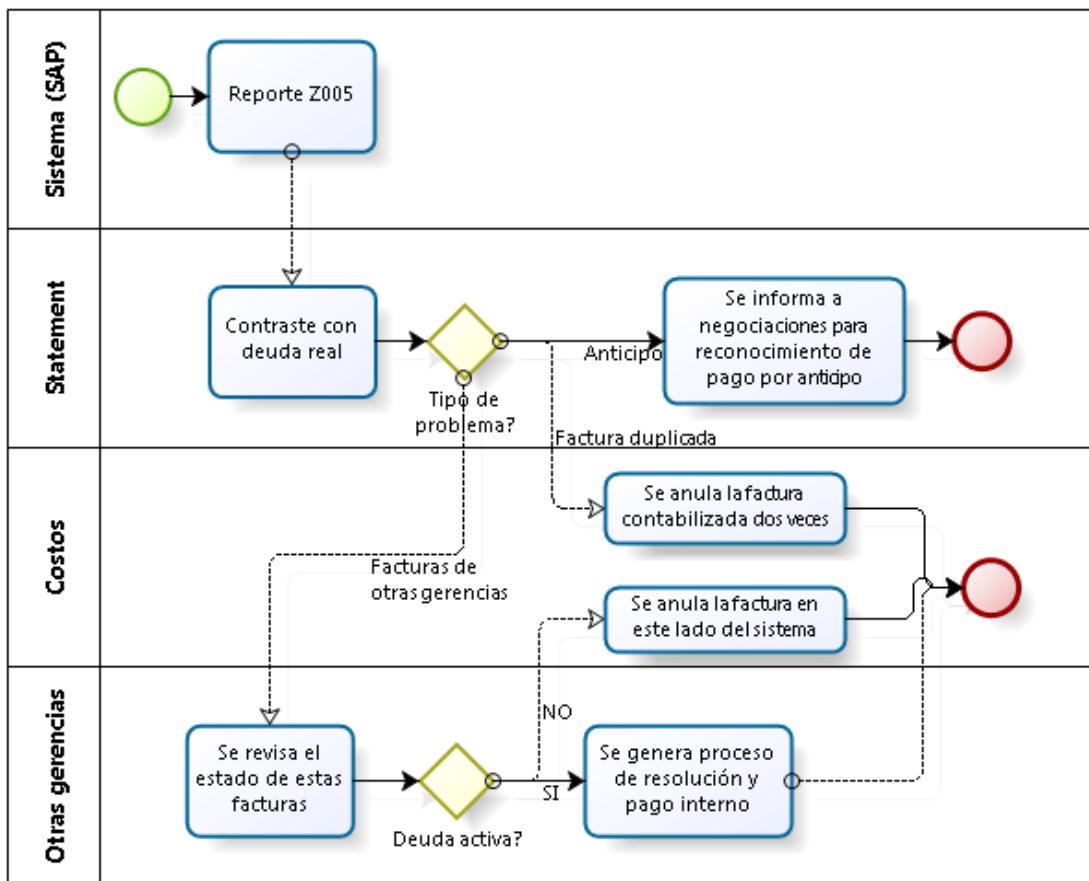 Sistema (SAP)
Reporte Z005
Statement
Contraste con
deuda real
Tipo de
problema?
Anticipo
Se informa a
negociaciones para
reconocimiento de
pago por anticipo
Factura duplicada
Costos
Se anula la factura
contabilizada dos veces
Facturas de
otras gerencias
Se anula la factura en
este lado del sistema
Otras gerencias
Se revisa el
estado de estas
facturas
Deuda activa?
NO
SI
Se genera proceso
de resolución y
pago interno